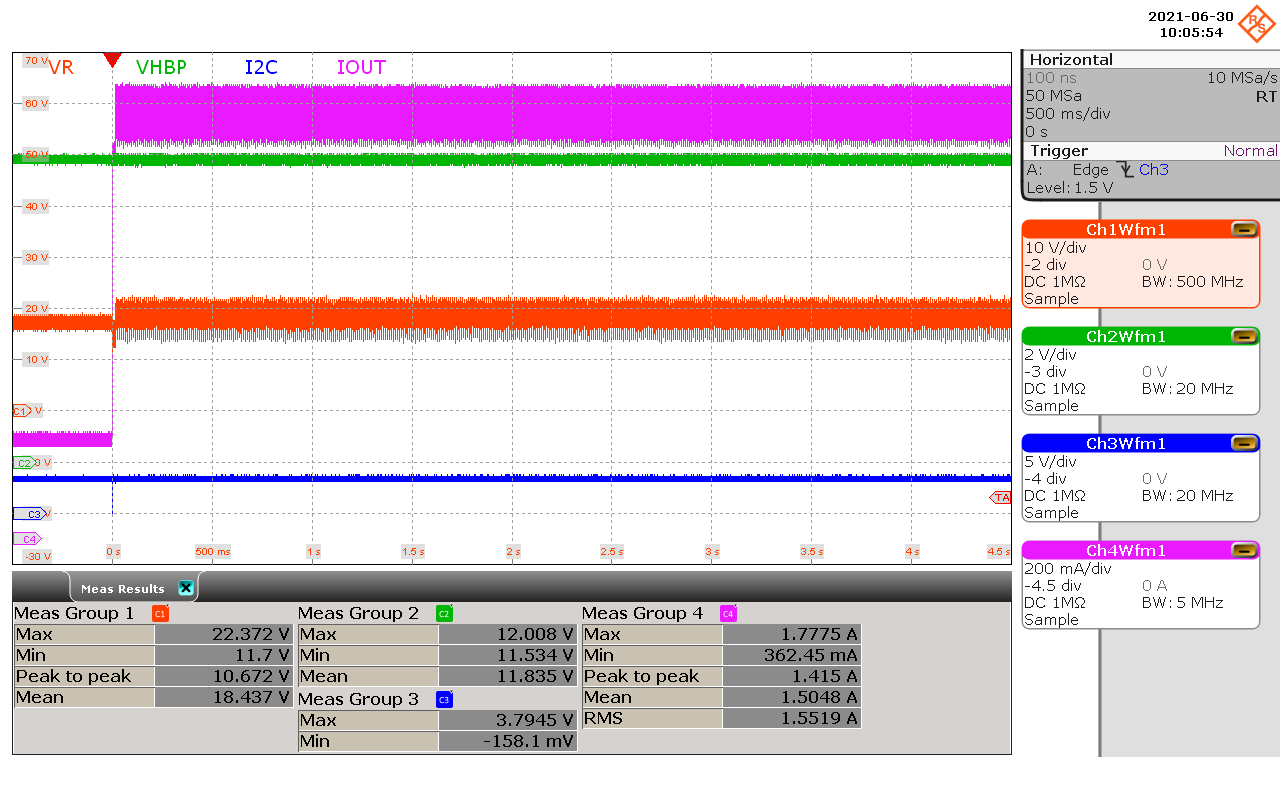 2021-06-30
10:05:54
R&S
VR VHBP I2C IOUT
70 V
60 V
50 V
40 V
30 V
20 V
10 V
C1 V
C2 0 V
C3 V
C4
-30 V
TA
0 s 500 ms 1 s 1.5 s 2 s 2.5 s 3 s 3.5 s 4 s 4.5 s
Horizontal
100 ns 10 MSa/s
50 MSa RT
500 ms/div
0 s
Trigger Normal
A: Edge Ch3
Level: 1.5 V
Ch1Wfm1
10 V/div
-2 div 0 V
DC 1MΩ BW: 500 MHz
Sample
Ch2Wfm1
2 V/div
-3 div 0 V
DC 1MΩ BW: 20 MHz
Sample
Ch3Wfm1
5 V/div
-4 div 0 V
DC 1MΩ BW: 20 MHz
Sample
Ch4Wfm1
200 mA/div
-4.5 div 0 A
DC 1MΩ BW: 5 MHz
Sample
Meas Results
Meas Group 1 C1
Max 22.372 V
Min 11.7 V
Peak to peak 10.672 V
Mean 18.437 V
Meas Group 2 C2
Max 12.008 V
Min 11.534 V
Mean 11.835 V
Meas Group 3 C3
Max 3.7945 V
Min -158.1 mV
Meas Group 4 C4
Max 1.7775 A
Min 362.45 mA
Peak to peak 1.415 A
Mean 1.5048 A
RMS 1.5519 A